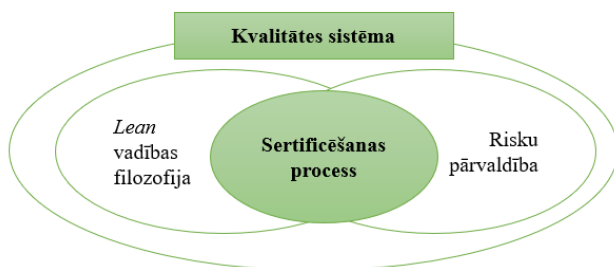 Kvalitātes sistēma
Lean
vadības
filozofija
Sertificēšanas
process
Risku
pārvaldība